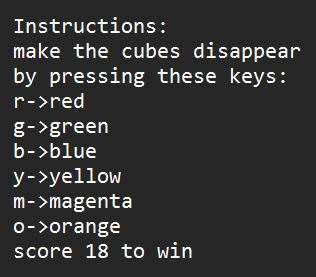 Instructions:
make the cubes disappear
by pressing these keys:
r->red
g->green
b->blue
y->yellow
m->magenta
o->orange
score 18 to win